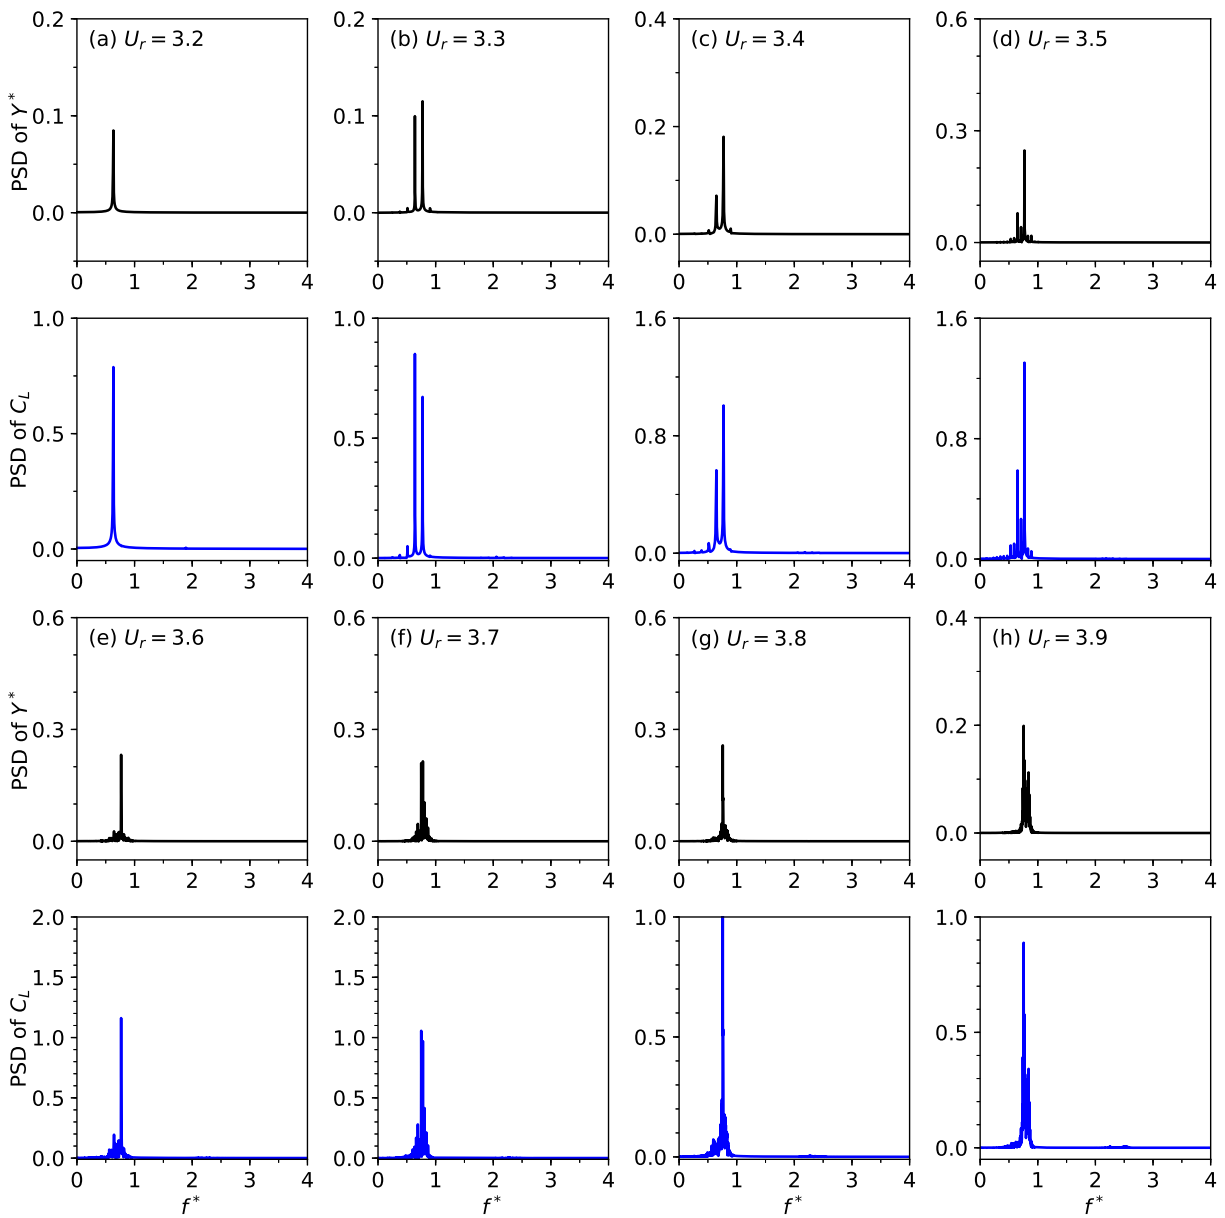 (a) U_r = 3.2
(b) U_r = 3.3
(c) U_r = 3.4
(d) U_r = 3.5
PSD of Y*
0.2
0.1
0.0
0 1 2 3 4
0.2
0.1
0.0
0 1 2 3 4
0.4
0.2
0.0
0 1 2 3 4
0.6
0.3
0.0
0 1 2 3 4
PSD of C_L
1.0
0.5
0.0
0 1 2 3 4
1.0
0.5
0.0
0 1 2 3 4
1.6
0.8
0.0
0 1 2 3 4
1.6
0.8
0.0
0 1 2 3 4
(e) U_r = 3.6
(f) U_r = 3.7
(g) U_r = 3.8
(h) U_r = 3.9
PSD of Y*
0.6
0.3
0.0
0 1 2 3 4
0.6
0.3
0.0
0 1 2 3 4
0.6
0.3
0.0
0 1 2 3 4
0.4
0.2
0.0
0 1 2 3 4
PSD of C_L
2.0
1.5
1.0
0.5
0.0
0 1 2 3 4
f*
2.0
1.5
1.0
0.5
0.0
0 1 2 3 4
f*
1.0
0.5
0.0
0 1 2 3 4
f*
1.0
0.5
0.0
0 1 2 3 4
f*